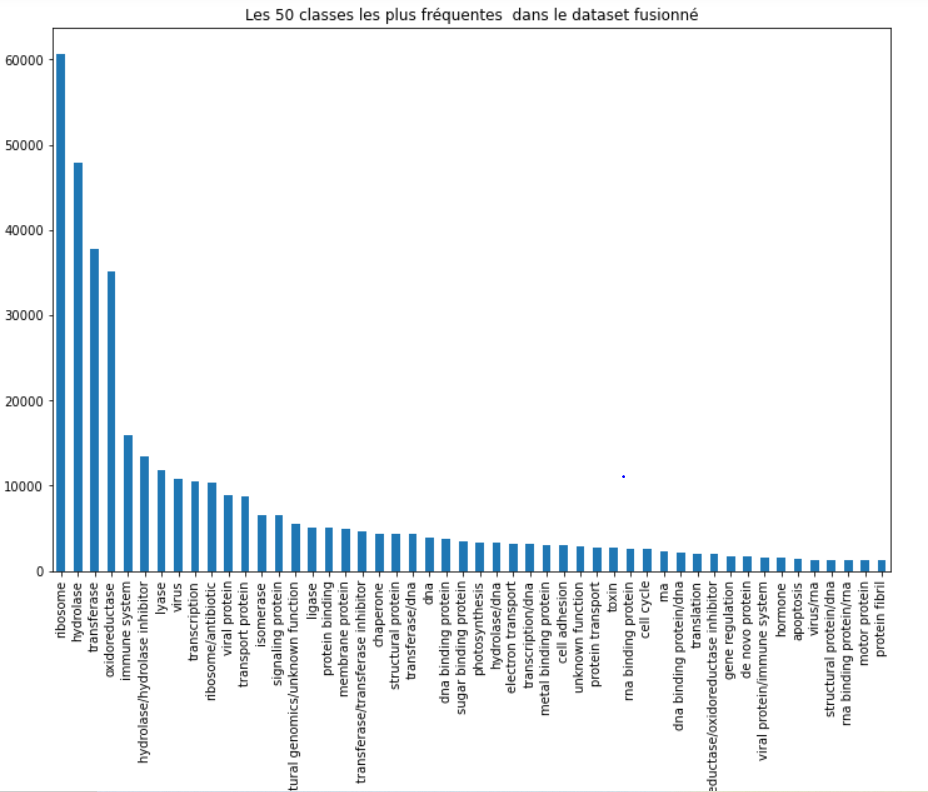 Les 50 classes les plus fréquentes dans le dataset fusionné
60000
50000
40000
30000
20000
10000
0
ribosome
hydrolase
transferase
oxidoreductase
immune system
hydrolase/hydrolase inhibitor
lyase
virus
transcription
ribosome/antibiotic
viral protein
transport protein
isomerase
signaling protein
tural genomics/unknown function
ligase
protein binding
membrane protein
transferase/transferase inhibitor
chaperone
structural protein
transferase/dna
dna
dna binding protein
sugar binding protein
photosynthesis
hydrolase/dna
electron transport
transcription/dna
metal binding protein
cell adhesion
unknown function
protein transport
toxin
rna binding protein
cell cycle
rna
dna binding protein/dna
translation
eductase/oxidoreductase inhibitor
gene regulation
de novo protein
viral protein/immune system
hormone
apoptosis
virus/rna
structural protein/dna
rna binding protein/rna
motor protein
protein fibril